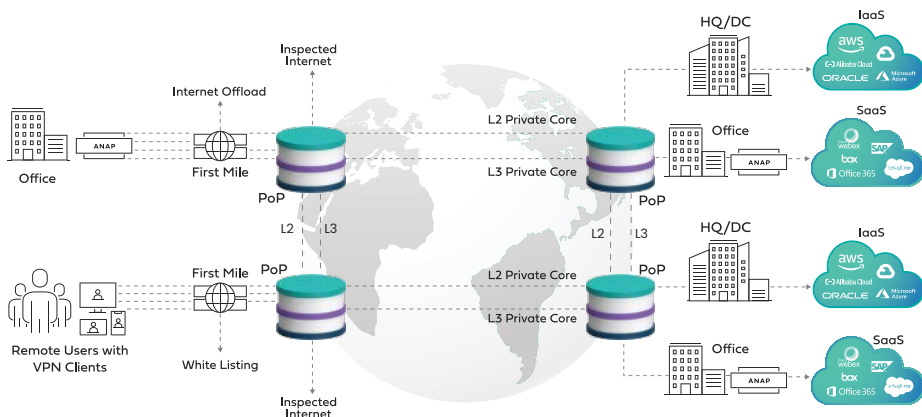 Inspected
Internet
Internet Offload
ANAP
Office
First Mile
PoP
L2 Private Core
L3 Private Core
PoP
HQ/DC
IaaS
aws
Alibaba Cloud
ORACLE
Microsoft
Azure
Office
ANAP
SaaS
webex
SAP
box
Office 365
salesforce
L2
L3
L2
L3
Remote Users with
VPN Clients
First Mile
White Listing
PoP
Inspected
Internet
L2 Private Core
L3 Private Core
PoP
HQ/DC
IaaS
aws
Alibaba Cloud
ORACLE
Microsoft
Azure
Office
ANAP
SaaS
webex
SAP
box
Office 365
salesforce